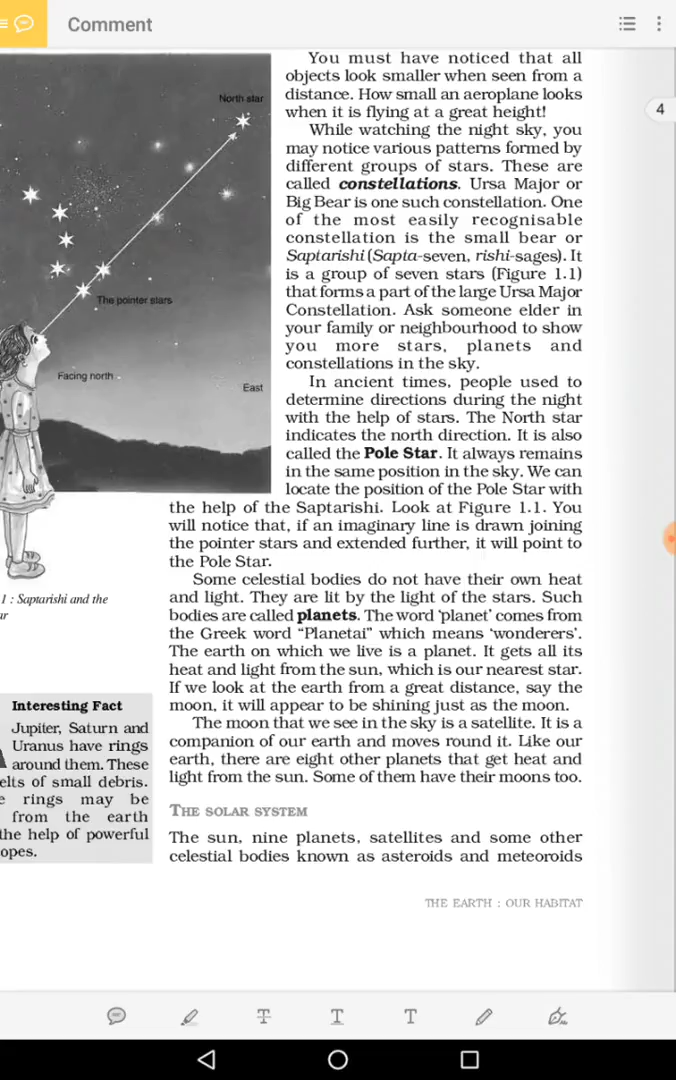 Comment
4
North star
The pointer stars
Facing north
East
You must have noticed that all
objects look smaller when seen from a
distance. How small an aeroplane looks
when it is flying at a great height!
While watching the night sky, you
may notice various patterns formed by
different groups of stars. These are
called constellations. Ursa Major or
Big Bear is one such constellation. One
of the most easily recognisable
constellation is the small bear or
Saptarishi (Sapta-seven, rishi-sages). It
is a group of seven stars (Figure 1.1)
that forms a part of the large Ursa Major
Constellation. Ask someone elder in
your family or neighbourhood to show
you more stars, planets and
constellations in the sky.
In ancient times, people used to
determine directions during the night
with the help of stars. The North star
indicates the north direction. It is also
called the Pole Star. It always remains
in the same position in the sky. We can
locate the position of the Pole Star with
the help of the Saptarishi. Look at Figure 1.1. You
will notice that, if an imaginary line is drawn joining
the pointer stars and extended further, it will point to
the Pole Star.
1 : Saptarishi and the
ar
Some celestial bodies do not have their own heat
and light. They are lit by the light of the stars. Such
bodies are called planets. The word ‘planet’ comes from
the Greek word “Planetai” which means ‘wonderers’.
The earth on which we live is a planet. It gets all its
heat and light from the sun, which is our nearest star.
If we look at the earth from a great distance, say the
moon, it will appear to be shining just as the moon.
The moon that we see in the sky is a satellite. It is a
companion of our earth and moves round it. Like our
earth, there are eight other planets that get heat and
light from the sun. Some of them have their moons too.
Interesting Fact
Jupiter, Saturn and
Uranus have rings
around them. These
elts of small debris.
e rings may be
from the earth
the help of powerful
opes.
THE SOLAR SYSTEM
The sun, nine planets, satellites and some other
celestial bodies known as asteroids and meteoroids
THE EARTH : OUR HABITAT
T
T
T